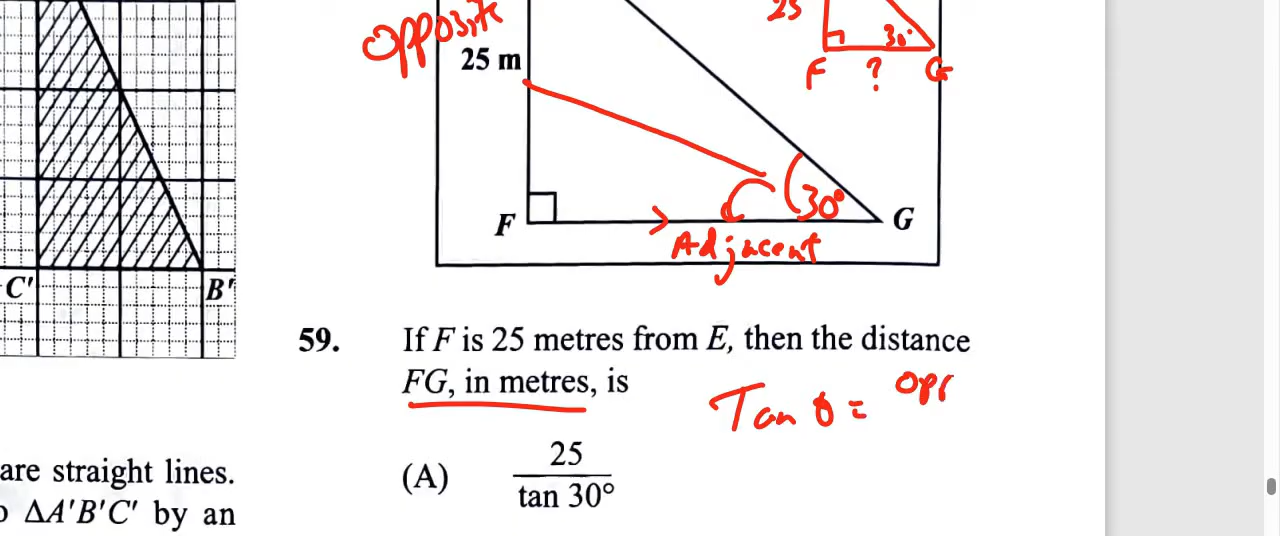 C'
B'
are straight lines.
ΔA'B'C' by an
opposite
25 m
30°
F
G
Adjacent
25
30°
F
?
G
59. If F is 25 metres from E, then the distance
FG, in metres, is
Tan θ = opp
(A) 25
tan 30°